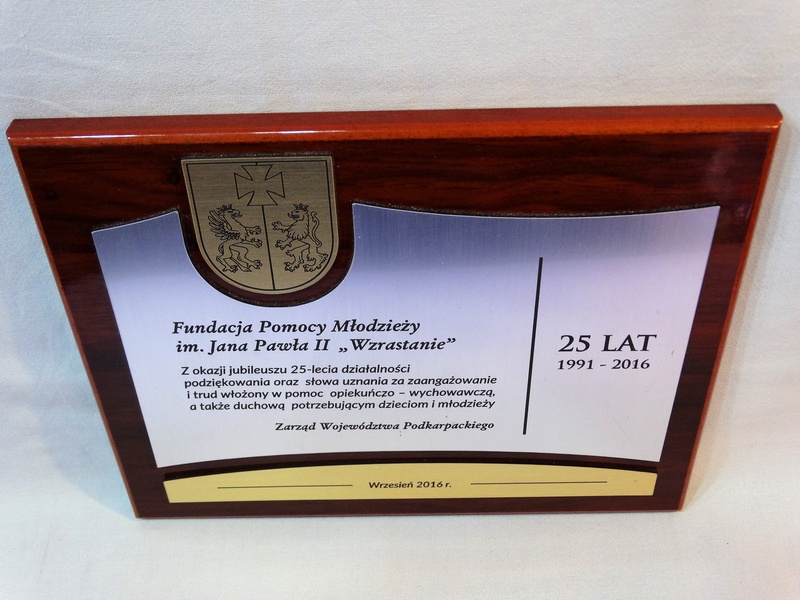 Fundacja Pomocy Młodzieży
im. Jana Pawła II „Wzrastanie”
Z okazji jubileuszu 25-lecia działalności
podziękowania oraz słowa uznania za zaangażowanie
i trud włożony w pomoc opiekuńczo – wychowawczą,
a także duchową potrzebującym dzieciom i młodzieży
Zarząd Województwa Podkarpackiego
25 LAT
1991 - 2016
Wrzesień 2016 r.